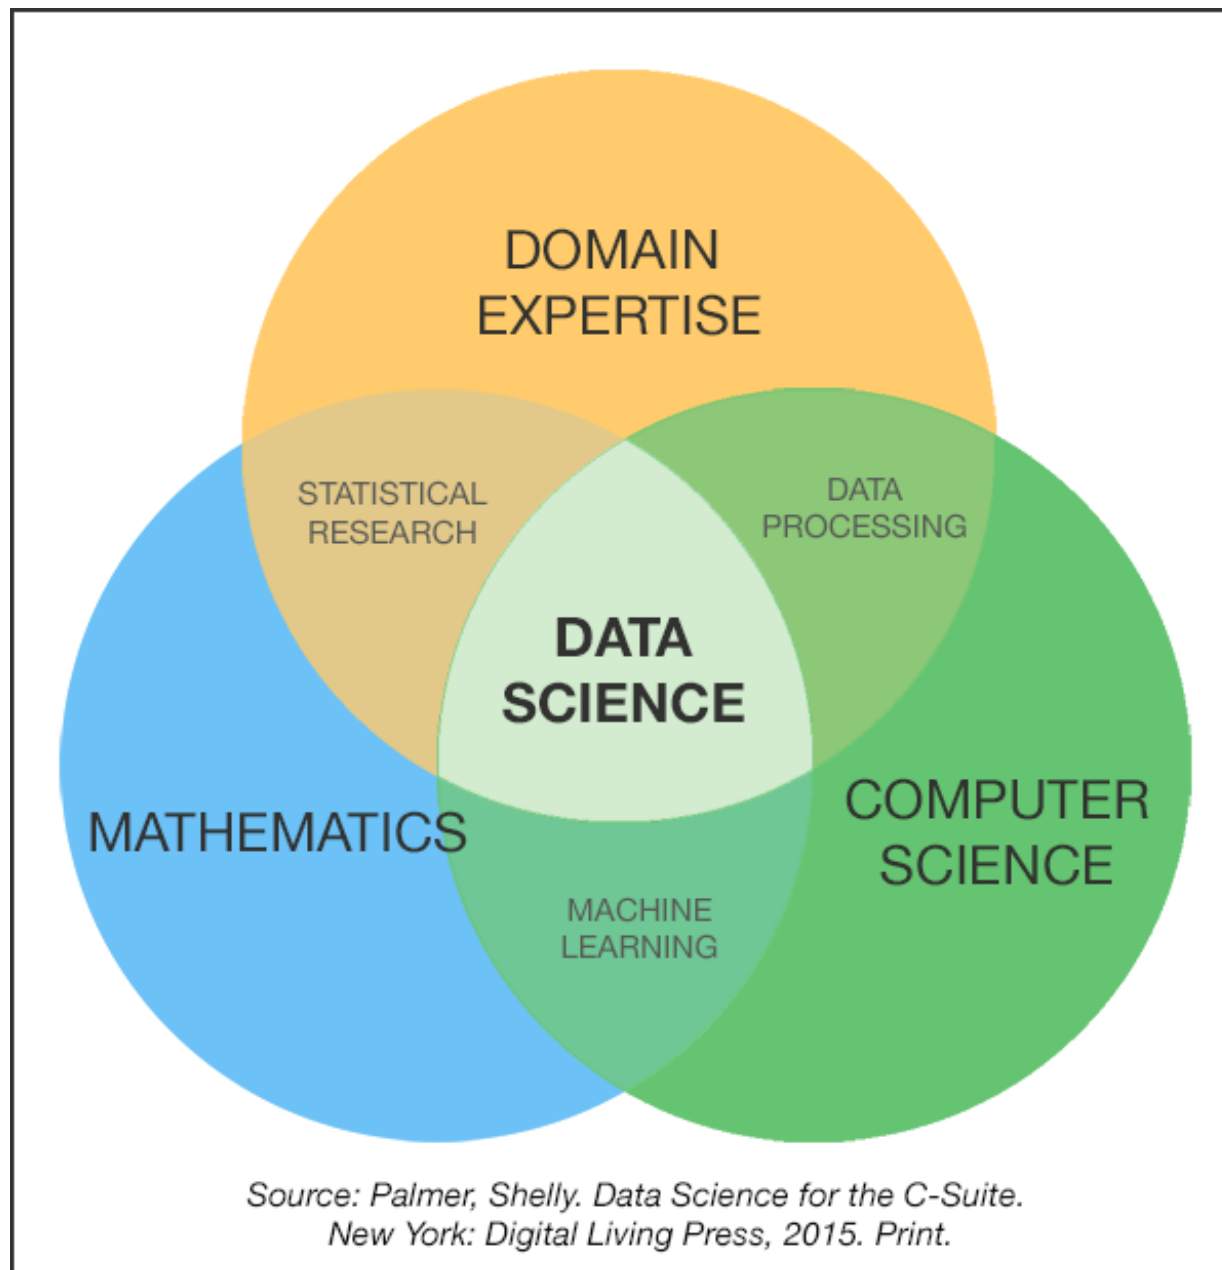 DOMAIN
EXPERTISE
STATISTICAL
RESEARCH
DATA
PROCESSING
DATA
SCIENCE
MATHEMATICS
COMPUTER
SCIENCE
MACHINE
LEARNING
Source: Palmer, Shelly. Data Science for the C-Suite.
New York: Digital Living Press, 2015. Print.